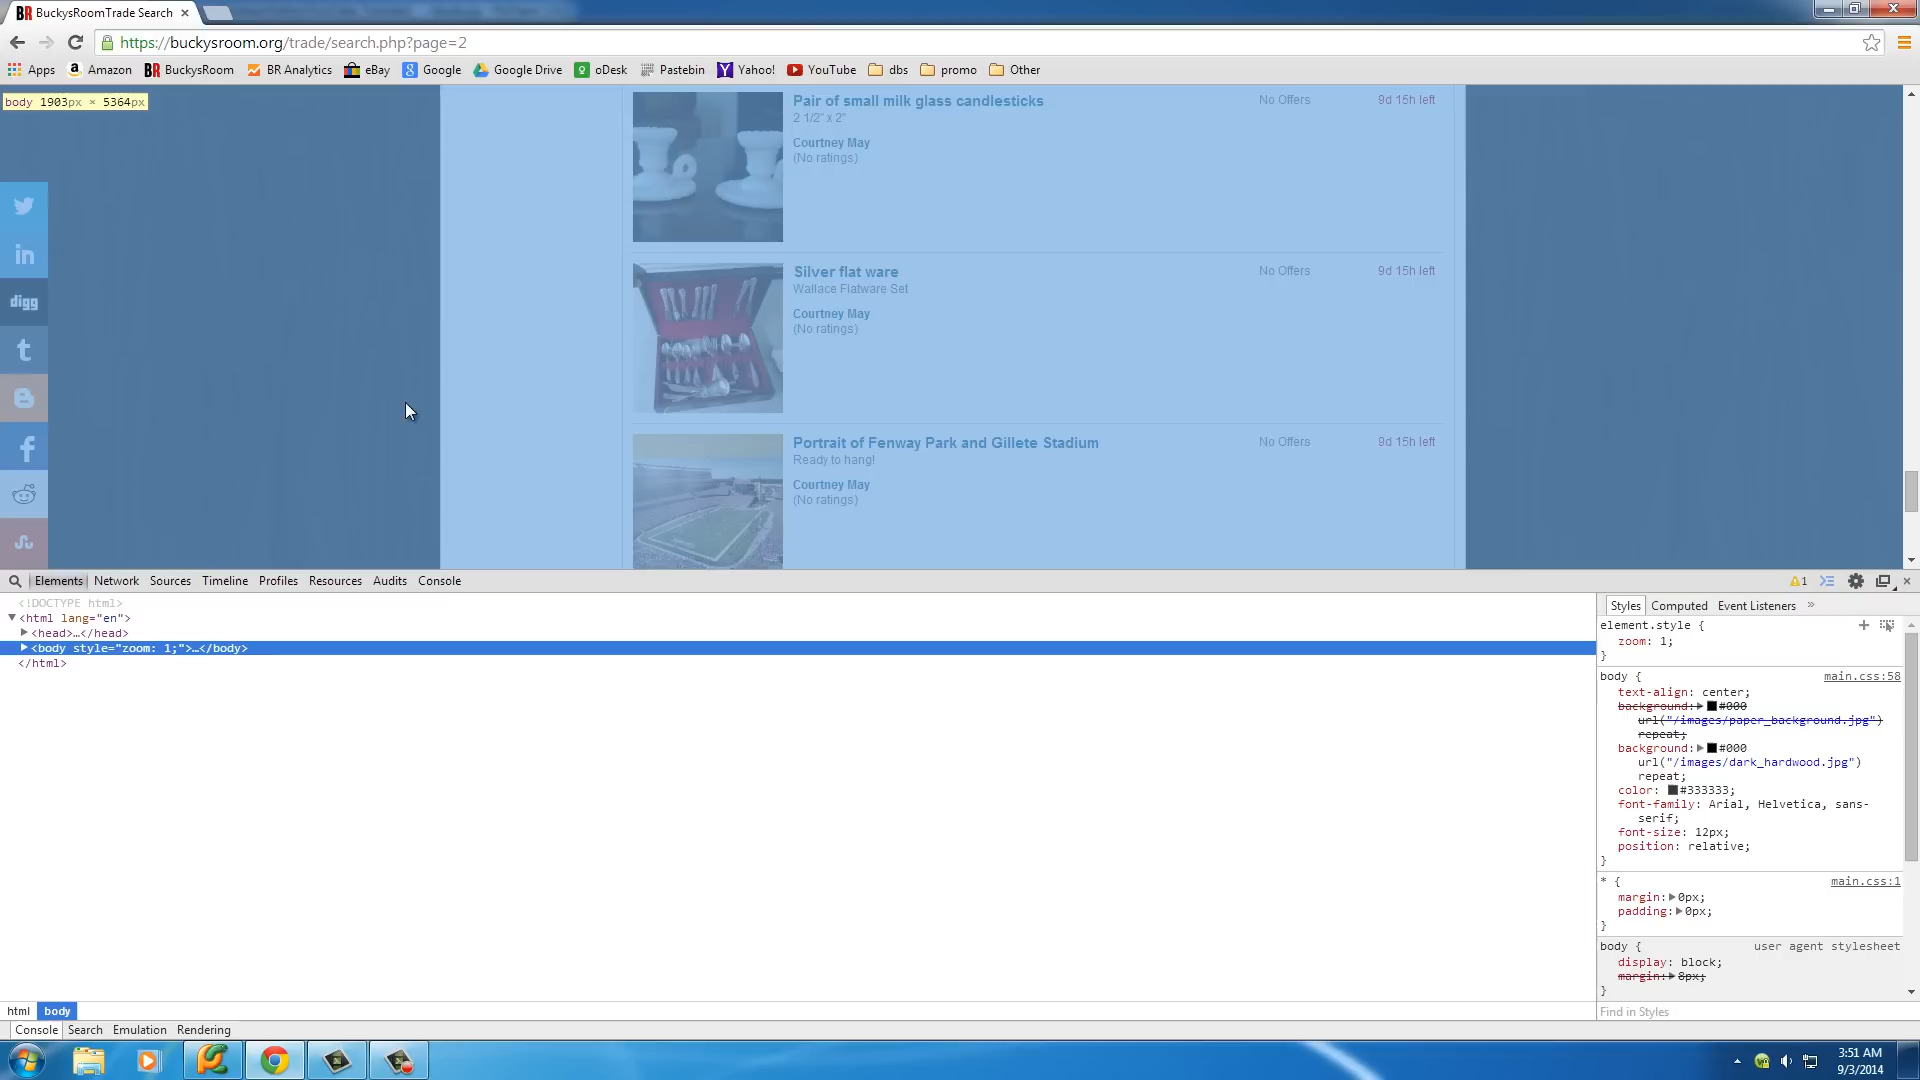 BR BuckysRoomTrade Search
https://buckysroom.org/trade/search.php?page=2
Apps Amazon BR BuckysRoom BR Analytics eBay Google Google Drive oDesk Pastebin Yahoo! YouTube dbs promo Other
body 1903px × 5364px
in
digg
Pair of small milk glass candlesticks No Offers 9d 15h left
2 1/2" x 2"
Courtney May
(No ratings)
Silver flat ware No Offers 9d 15h left
Wallace Flatware Set
Courtney May
(No ratings)
Portrait of Fenway Park and Gillete Stadium No Offers 9d 15h left
Ready to hang!
Courtney May
(No ratings)
Elements Network Sources Timeline Profiles Resources Audits Console 1
<!DOCTYPE html>
<html lang="en">
<head>…</head>
<body style="zoom: 1;">…</body>
</html>
Styles Computed Event Listeners »
element.style {
zoom: 1;
}
body { main.css:58
text-align: center;
background: #000
url("/images/paper_background.jpg")
repeat;
background: #000
url("/images/dark_hardwood.jpg")
repeat;
color: #333333;
font-family: Arial, Helvetica, sans-
serif;
font-size: 12px;
position: relative;
}
* { main.css:1
margin: 0px;
padding: 0px;
}
body { user agent stylesheet
display: block;
margin: 8px;
}
html body
Find in Styles
Console Search Emulation Rendering
3:51 AM
9/3/2014